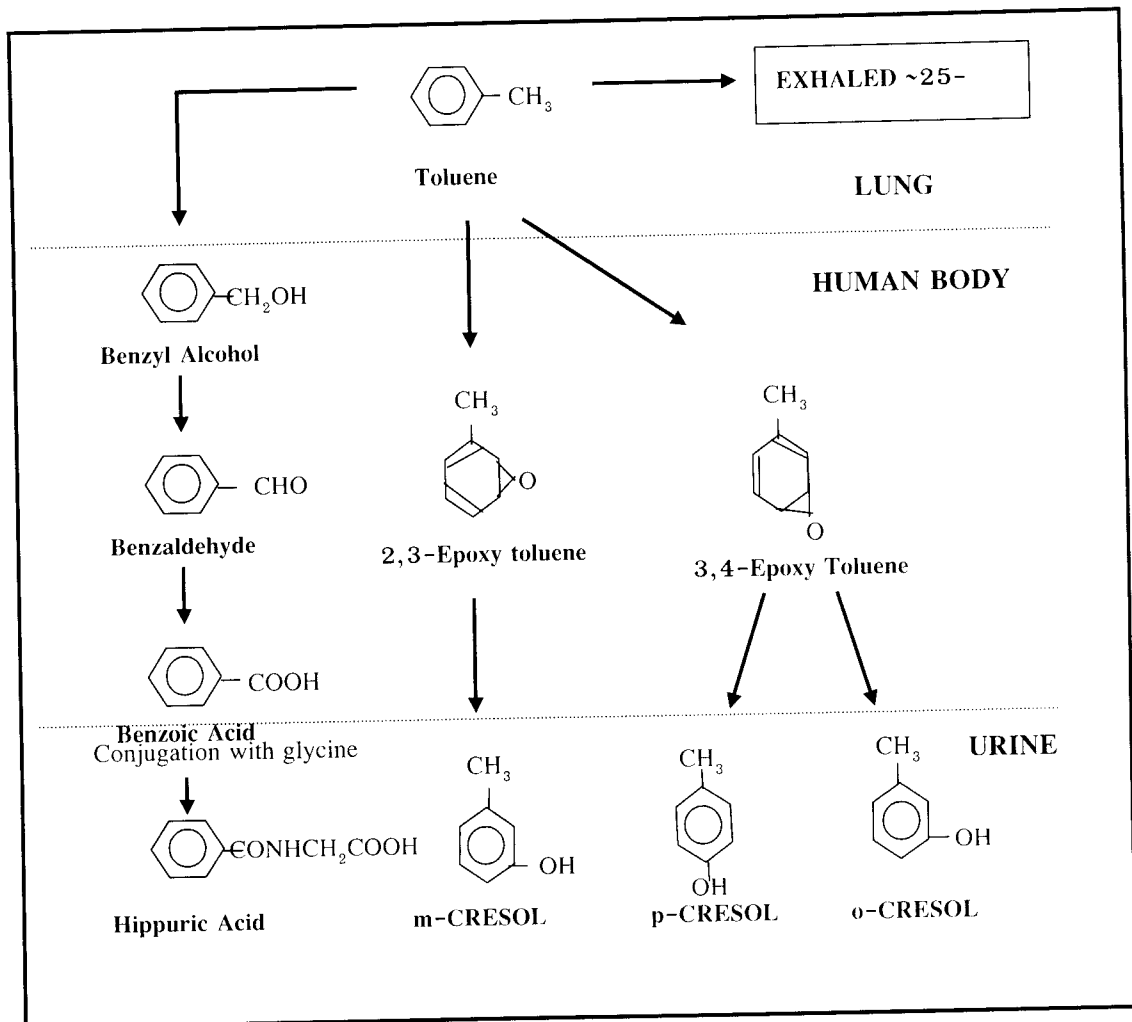 CH3
EXHALED ~25-
Toluene
LUNG
HUMAN BODY
CH2OH
Benzyl Alcohol
CH3
CH3
CHO
O
O
Benzaldehyde
2,3-Epoxy toluene
3,4-Epoxy Toluene
COOH
Benzoic Acid
Conjugation with glycine
URINE
CH3
CH3
CH3
CONHCH2COOH
OH
OH
OH
Hippuric Acid
m-CRESOL
p-CRESOL
o-CRESOL